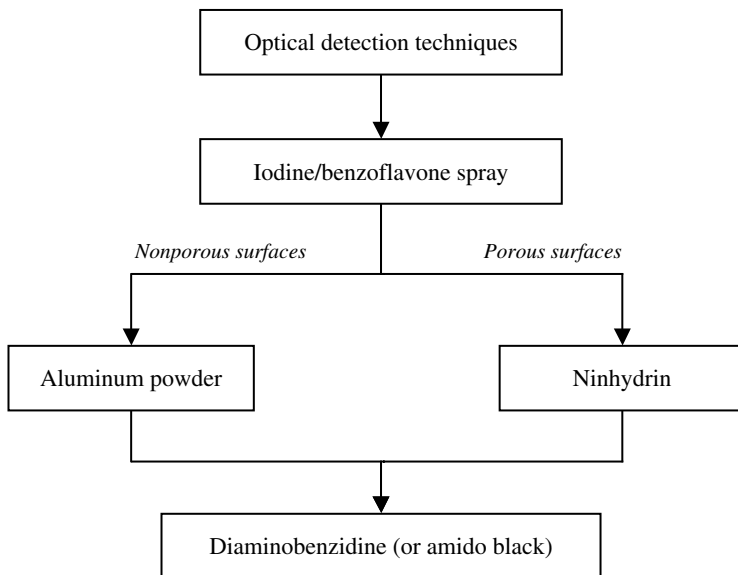 Optical detection techniques
Iodine/benzoflavone spray
Nonporous surfaces
Porous surfaces
Aluminum powder
Ninhydrin
Diaminobenzidine (or amido black)